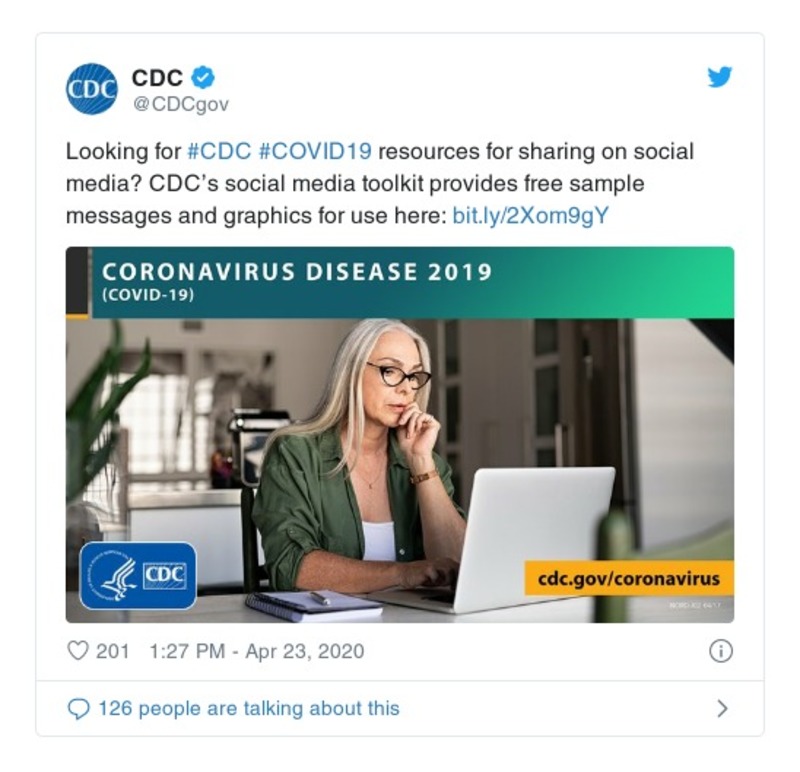 CDC
CDC
@CDCgov
Looking for #CDC #COVID19 resources for sharing on social
media? CDC’s social media toolkit provides free sample
messages and graphics for use here: bit.ly/2Xom9gY
CORONAVIRUS DISEASE 2019
(COVID-19)
CDC
cdc.gov/coronavirus
201 1:27 PM - Apr 23, 2020
126 people are talking about this